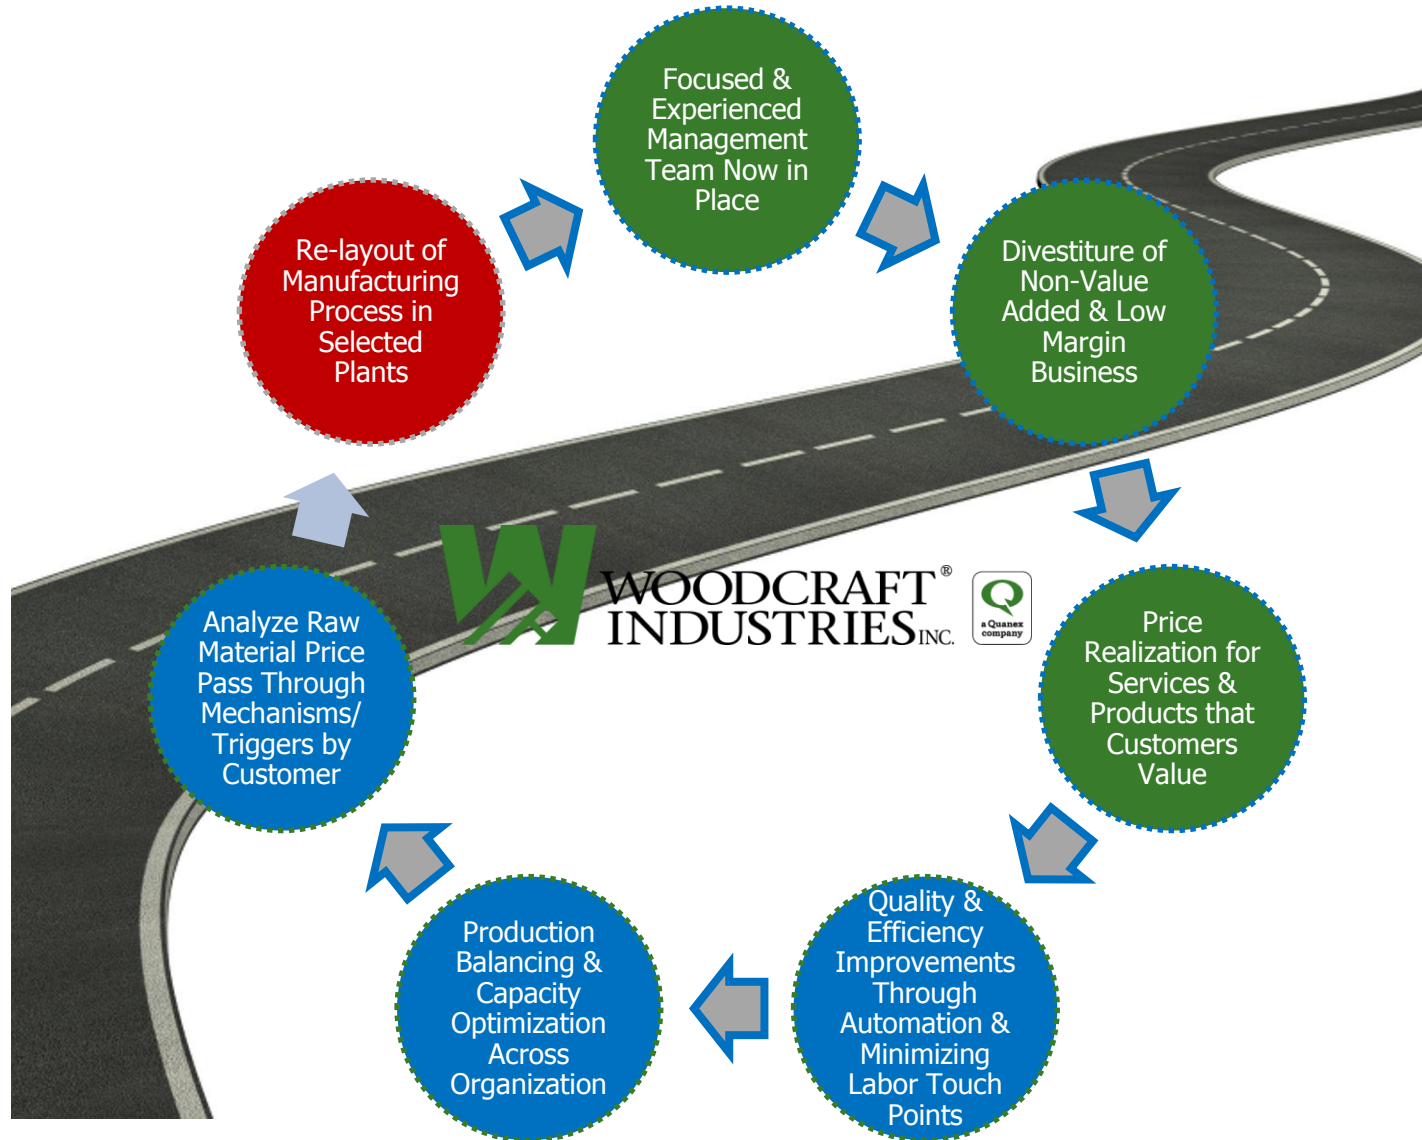 Focused &
Experienced
Management
Team Now in
Place
Divestiture of
Non-Value
Added & Low
Margin
Business
Price
Realization for
Services &
Products that
Customers
Value
Quality &
Efficiency
Improvements
Through
Automation &
Minimizing
Labor Touch
Points
Production
Balancing &
Capacity
Optimization
Across
Organization
Analyze Raw
Material Price
Pass Through
Mechanisms/
Triggers by
Customer
Re-layout of
Manufacturing
Process in
Selected
Plants
WOODCRAFT®
INDUSTRIES INC.
a Quanex
company